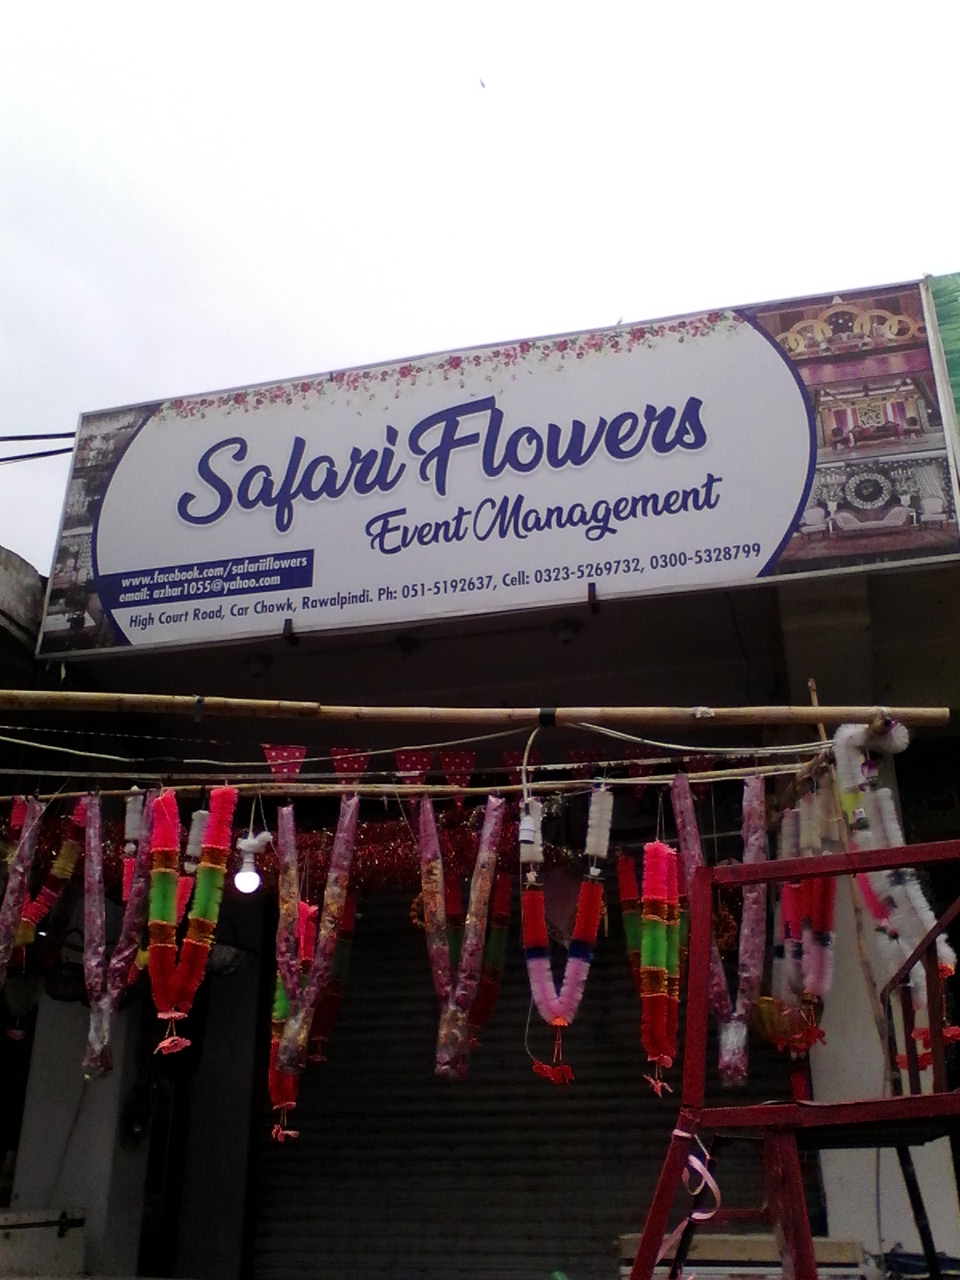 Safari Flowers
Event Management
www.facebook.com/safariiflowers
email: azhar1055@yahoo.com
High Court Road, Car Chowk, Rawalpindi. Ph: 051-5192637, Cell: 0323-5269732, 0300-5328799